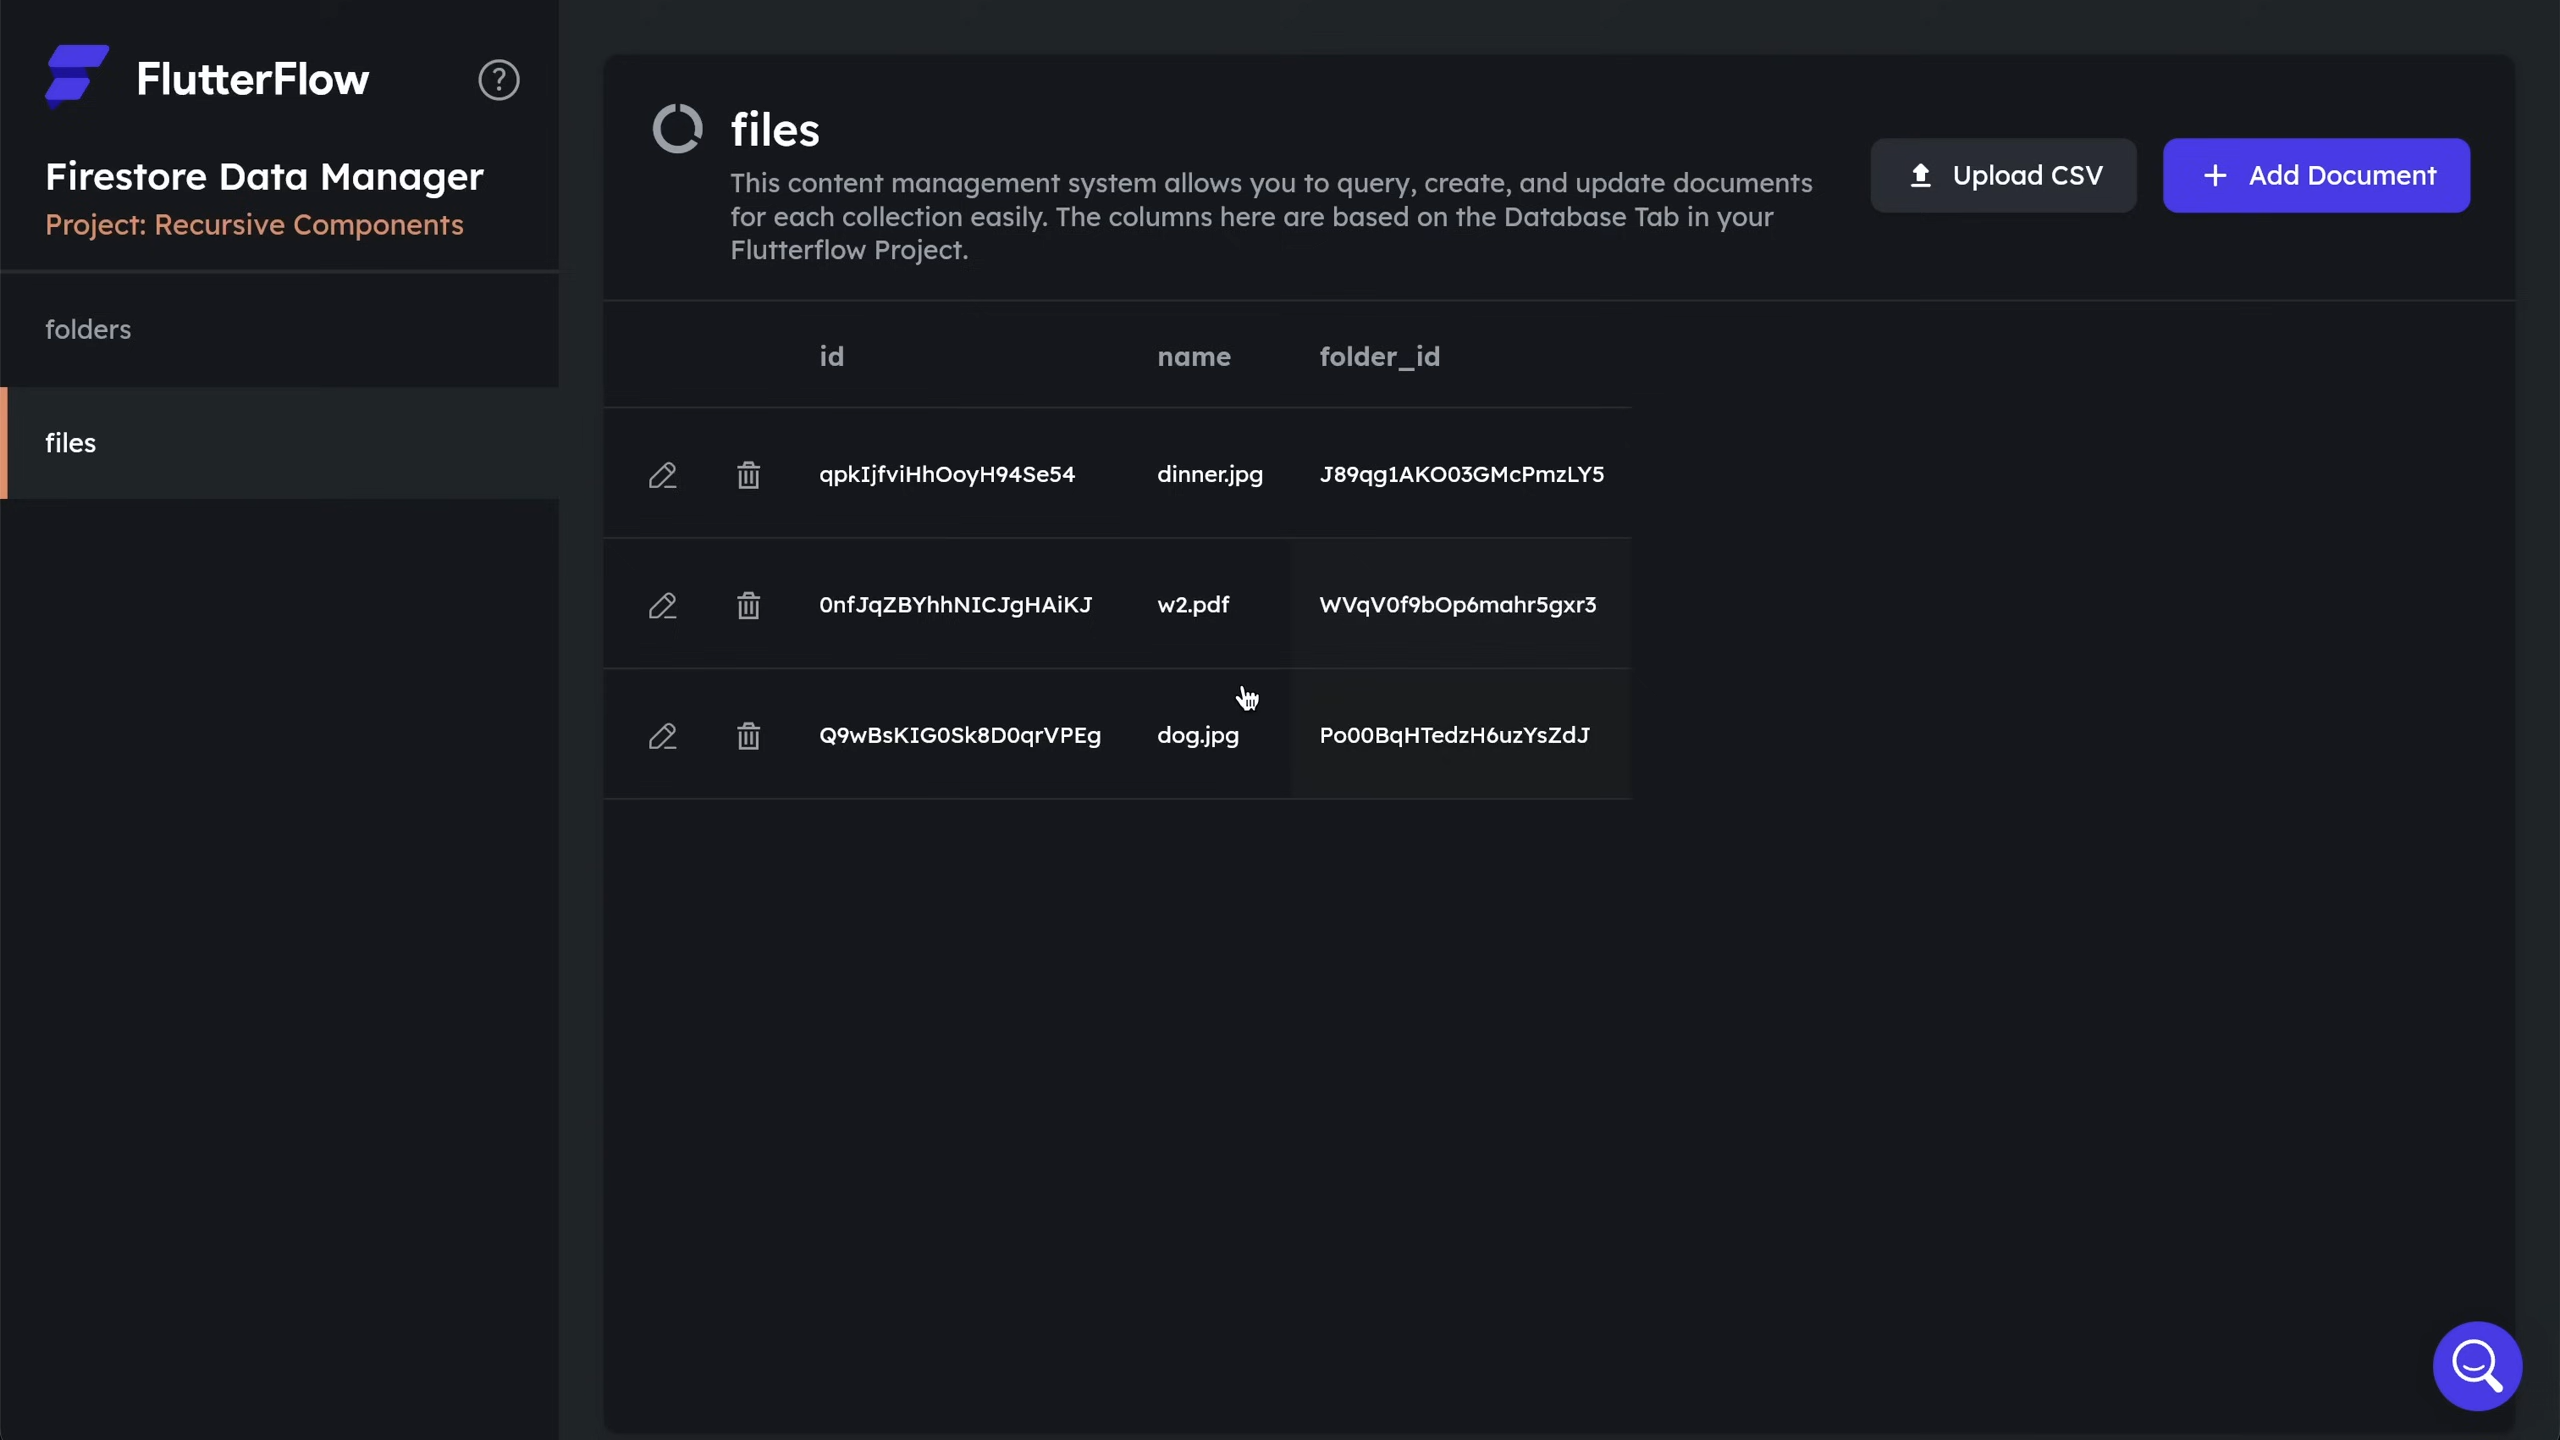 FlutterFlow
Firestore Data Manager
Project: Recursive Components
folders
files
files
This content management system allows you to query, create, and update documents
for each collection easily. The columns here are based on the Database Tab in your
Flutterflow Project.
Upload CSV
+ Add Document
id name folder_id
qpkIjfviHhOoyH94Se54 dinner.jpg J89qg1AKO03GMcPmzLY5
0nfJqZBYhhNICJgHAiKJ w2.pdf WVqV0f9bOp6mahr5gxr3
Q9wBsKIG0Sk8D0qrVPEg dog.jpg Po00BqHTedzH6uzYsZdJ